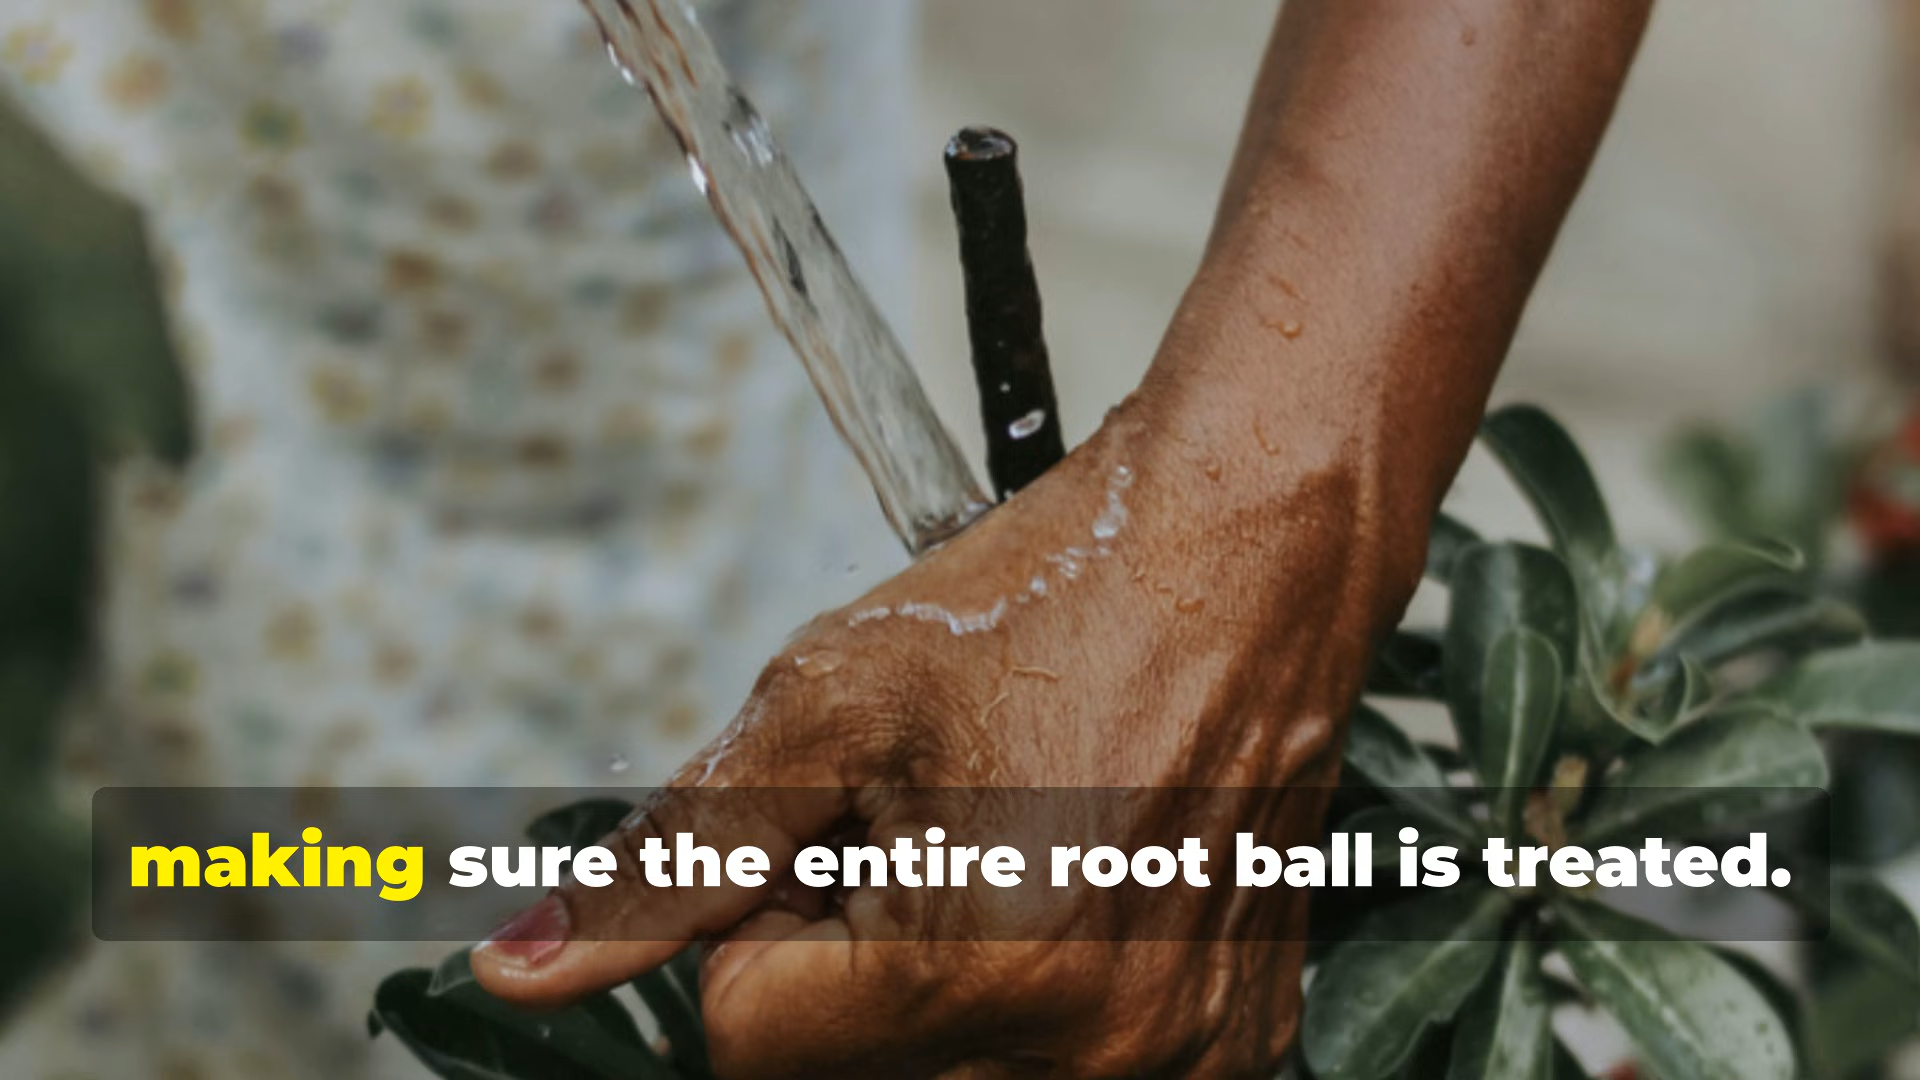 making sure the entire root ball is treated.